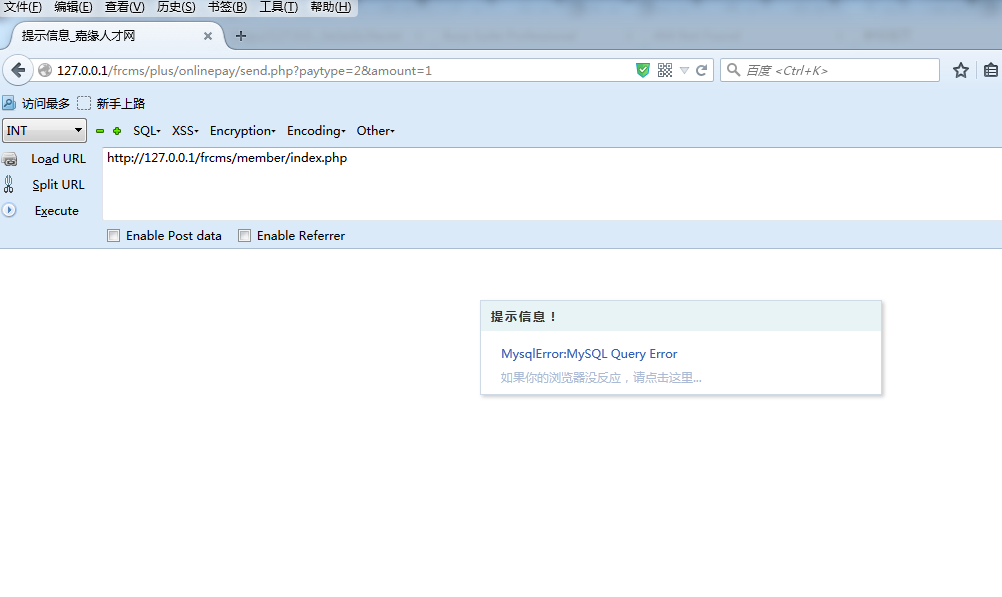 文件(F) 编辑(E) 查看(V) 历史(S) 书签(B) 工具(T) 帮助(H)
提示信息_嘉缘人才网
127.0.0.1/frcms/plus/onlinepay/send.php?paytype=2&amount=1
百度 <Ctrl+K>
访问最多 新手上路
INT SQL XSS Encryption Encoding Other
Load URL
http://127.0.0.1/frcms/member/index.php
Split URL
Execute
Enable Post data Enable Referrer
提示信息！
MysqlError:MySQL Query Error
如果你的浏览器没反应，请点击这里...